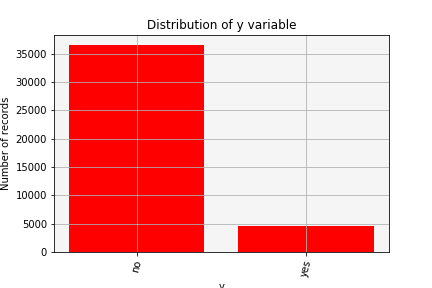 Distribution of y variable
Number of records
35000
30000
25000
20000
15000
10000
5000
0
no
yes
y